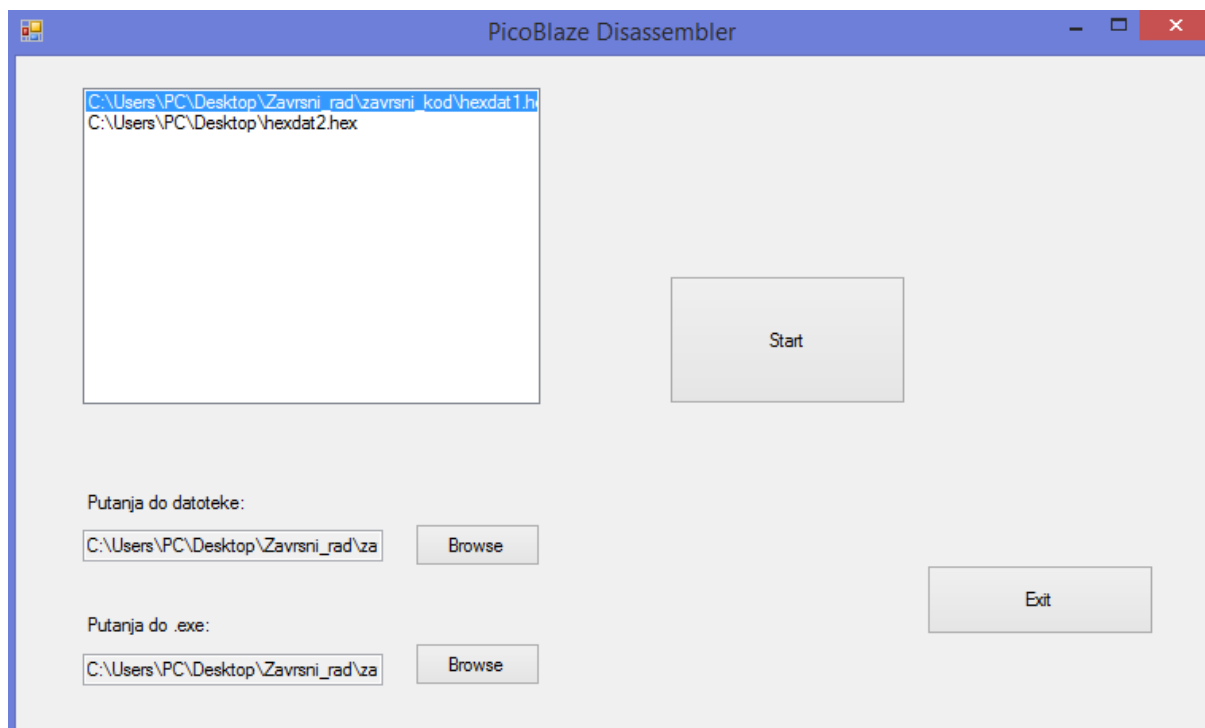 PicoBlaze Disassembler
C:\Users\PC\Desktop\Zavrsni_rad\zavrsni_kod\hexdat1.he
C:\Users\PC\Desktop\hexdat2.hex
Start
Putanja do datoteke:
C:\Users\PC\Desktop\Zavrsni_rad\za
Browse
Exit
Putanja do .exe:
C:\Users\PC\Desktop\Zavrsni_rad\za
Browse